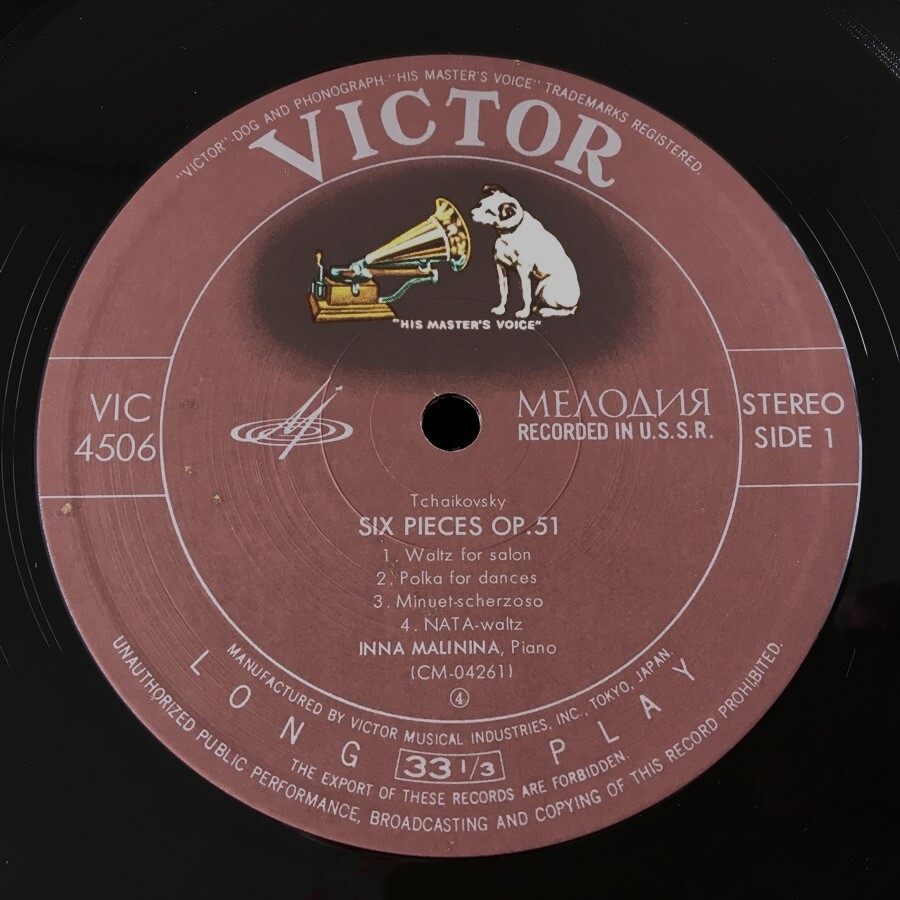 "VICTOR"-DOG AND PHONOGRAPH-"HIS MASTER'S VOICE" TRADEMARKS REGISTERED.
VICTOR
"HIS MASTER'S VOICE"
VIC
4506
МЕЛОДИЯ
RECORDED IN U.S.S.R.
STEREO
SIDE 1
Tchaikovsky
SIX PIECES OP.51
1. Waltz for salon
2. Polka for dances
3. Minuet-scherzoso
4. NATA-waltz
INNA MALININA, Piano
(CM-04261)
④
MANUFACTURED BY VICTOR MUSICAL INDUSTRIES, INC., TOKYO, JAPAN.
LONG PLAY
33 1/3
THE EXPORT OF THESE RECORDS ARE FORBIDDEN.
UNAUTHORIZED PUBLIC PERFORMANCE, BROADCASTING AND COPYING OF THIS RECORD PROHIBITED.